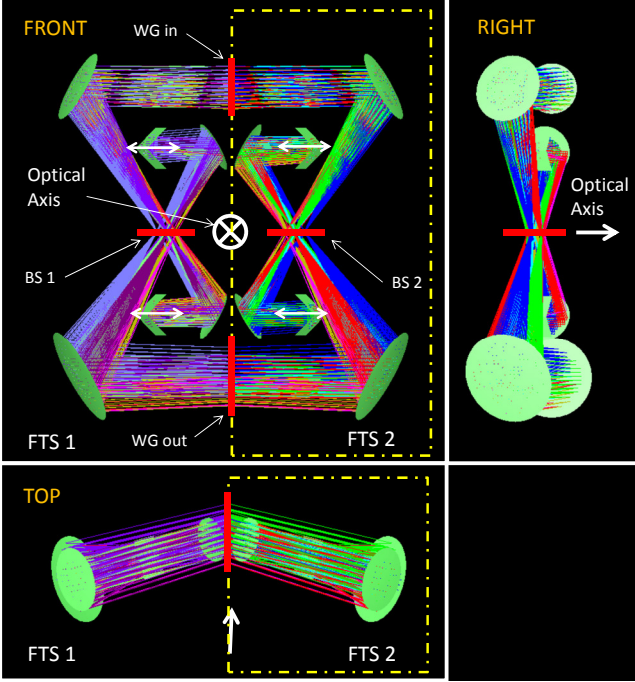 FRONT
WG in
RIGHT
Optical
Axis
Optical
Axis
BS 1
BS 2
FTS 1
WG out
FTS 2
TOP
FTS 1
FTS 2